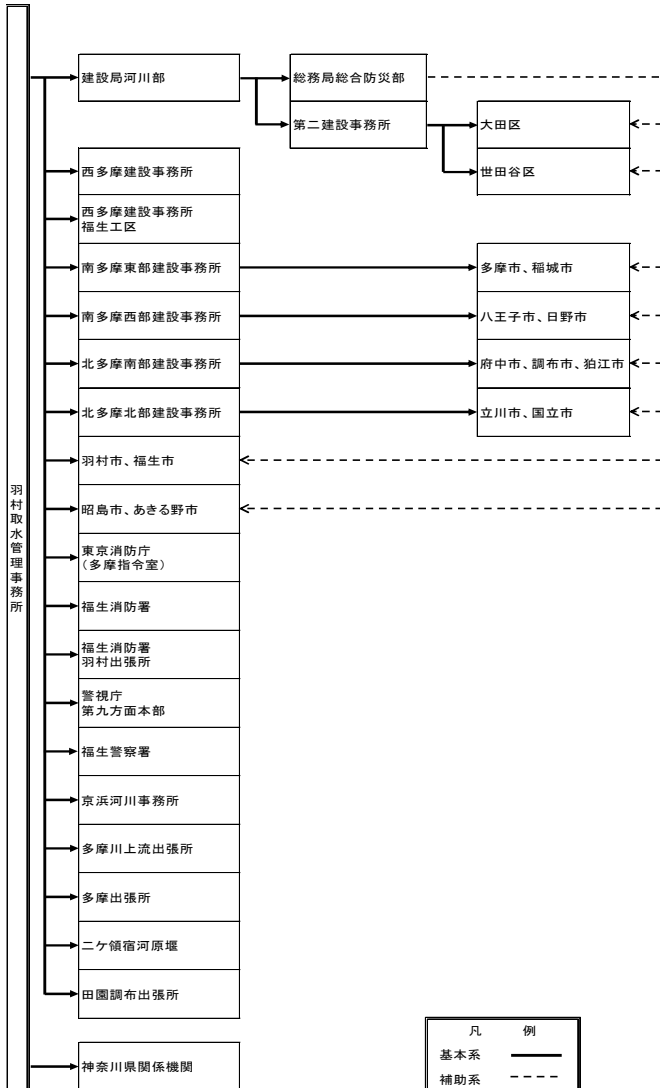 羽村取水管理事務所
建設局河川部
総務局総合防災部
第二建設事務所
大田区
世田谷区
西多摩建設事務所
西多摩建設事務所
福生工区
南多摩東部建設事務所
多摩市、稲城市
南多摩西部建設事務所
八王子市、日野市
北多摩南部建設事務所
府中市、調布市、狛江市
北多摩北部建設事務所
立川市、国立市
羽村市、福生市
昭島市、あきる野市
東京消防庁
（多摩指令室）
福生消防署
福生消防署
羽村出張所
警視庁
第九方面本部
福生警察署
京浜河川事務所
多摩川上流出張所
多摩出張所
二ケ領宿河原堰
田園調布出張所
神奈川県関係機関
凡 例
基本系
補助系